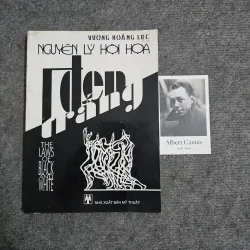 VƯƠNG HOÀNG LỰC
NGUYÊN LÝ HỘI HỌA
đen
trắng
THE
LAWS
BLACK
WHITE
NHÀ XUẤT BẢN MỸ THUẬT
Albert Camus